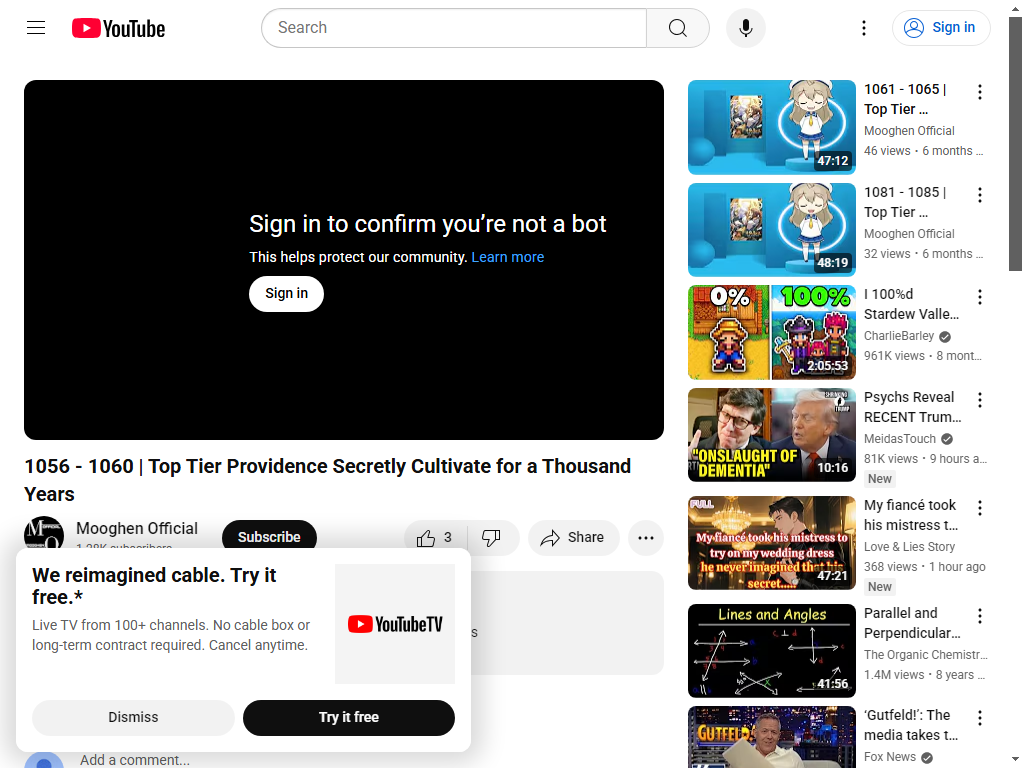 YouTube
Search
Sign in
Sign in to confirm you're not a bot
This helps protect our community. Learn more
Sign in
1056 - 1060 | Top Tier Providence Secretly Cultivate for a Thousand
Years
Mooghen Official
Subscribe
3
Share
We reimagined cable. Try it
free.*
Live TV from 100+ channels. No cable box or
long-term contract required. Cancel anytime.
YouTubeTV
Dismiss
Try it free
Add a comment...
47:12
1061 - 1065 |
Top Tier ...
Mooghen Official
46 views • 6 months ...
48:19
1081 - 1085 |
Top Tier ...
Mooghen Official
32 views • 6 months ...
0% 100%
2:05:53
I 100%d
Stardew Valle...
CharlieBarley
961K views • 8 mont...
"ONSLAUGHT OF
DEMENTIA"
10:16
Psychs Reveal
RECENT Trum...
MeidasTouch
81K views • 9 hours a...
New
FULL
My fiancé took his mistress to
try on my wedding dress
he never imagined that his
secret.....
47:21
My fiancé took
his mistress t...
Love & Lies Story
368 views • 1 hour ago
New
Lines and Angles
41:56
Parallel and
Perpendicular...
The Organic Chemistr...
1.4M views • 8 years ...
GUTFELD!
'Gutfeld!': The
media takes t...
Fox News